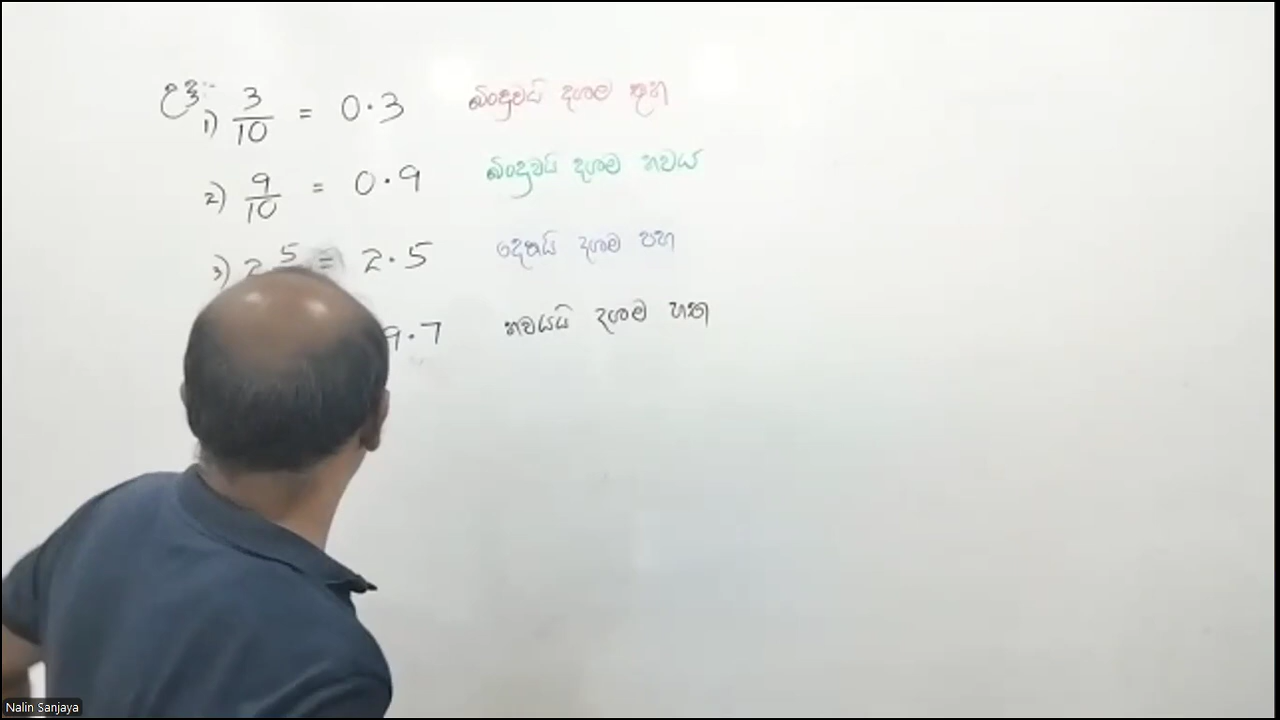 උදා:-
1) 3/10 = 0.3 බිංදුවයි දශම තුන
2) 9/10 = 0.9 බිංදුවයි දශම නවය
3) 2 5 = 2.5 දෙකයි දශම පහ
9.7 නවයයි දශම හත
Nalin Sanjaya